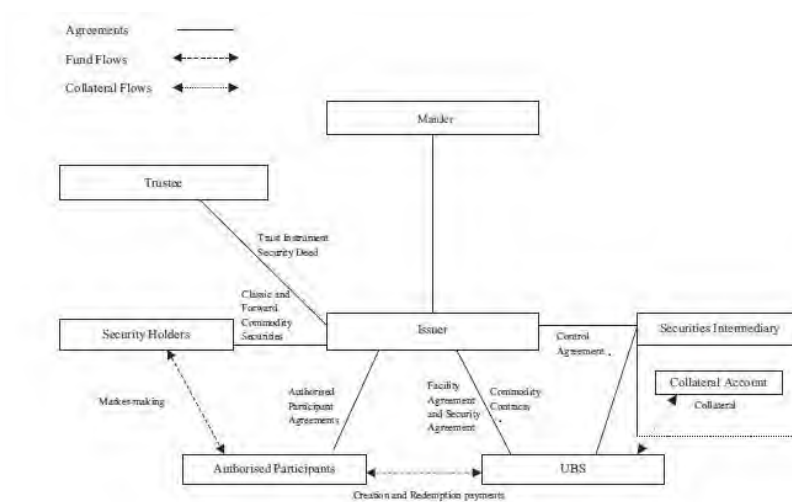 Agreements
Fund Flows
Collateral Flows
Manager
Trustee
Trust Instrument
Security Deed
Classic and
Forward
Commodity
Securities
Security Holders
Issuer
Securities Intermediary
Control
Agreement
Collateral Account
Collateral
Market-making
Authorised
Participant
Agreements
Facility
Agreement
and Security
Agreement
Commodity
Contracts
Authorised Participants
UBS
Creation and Redemption payments